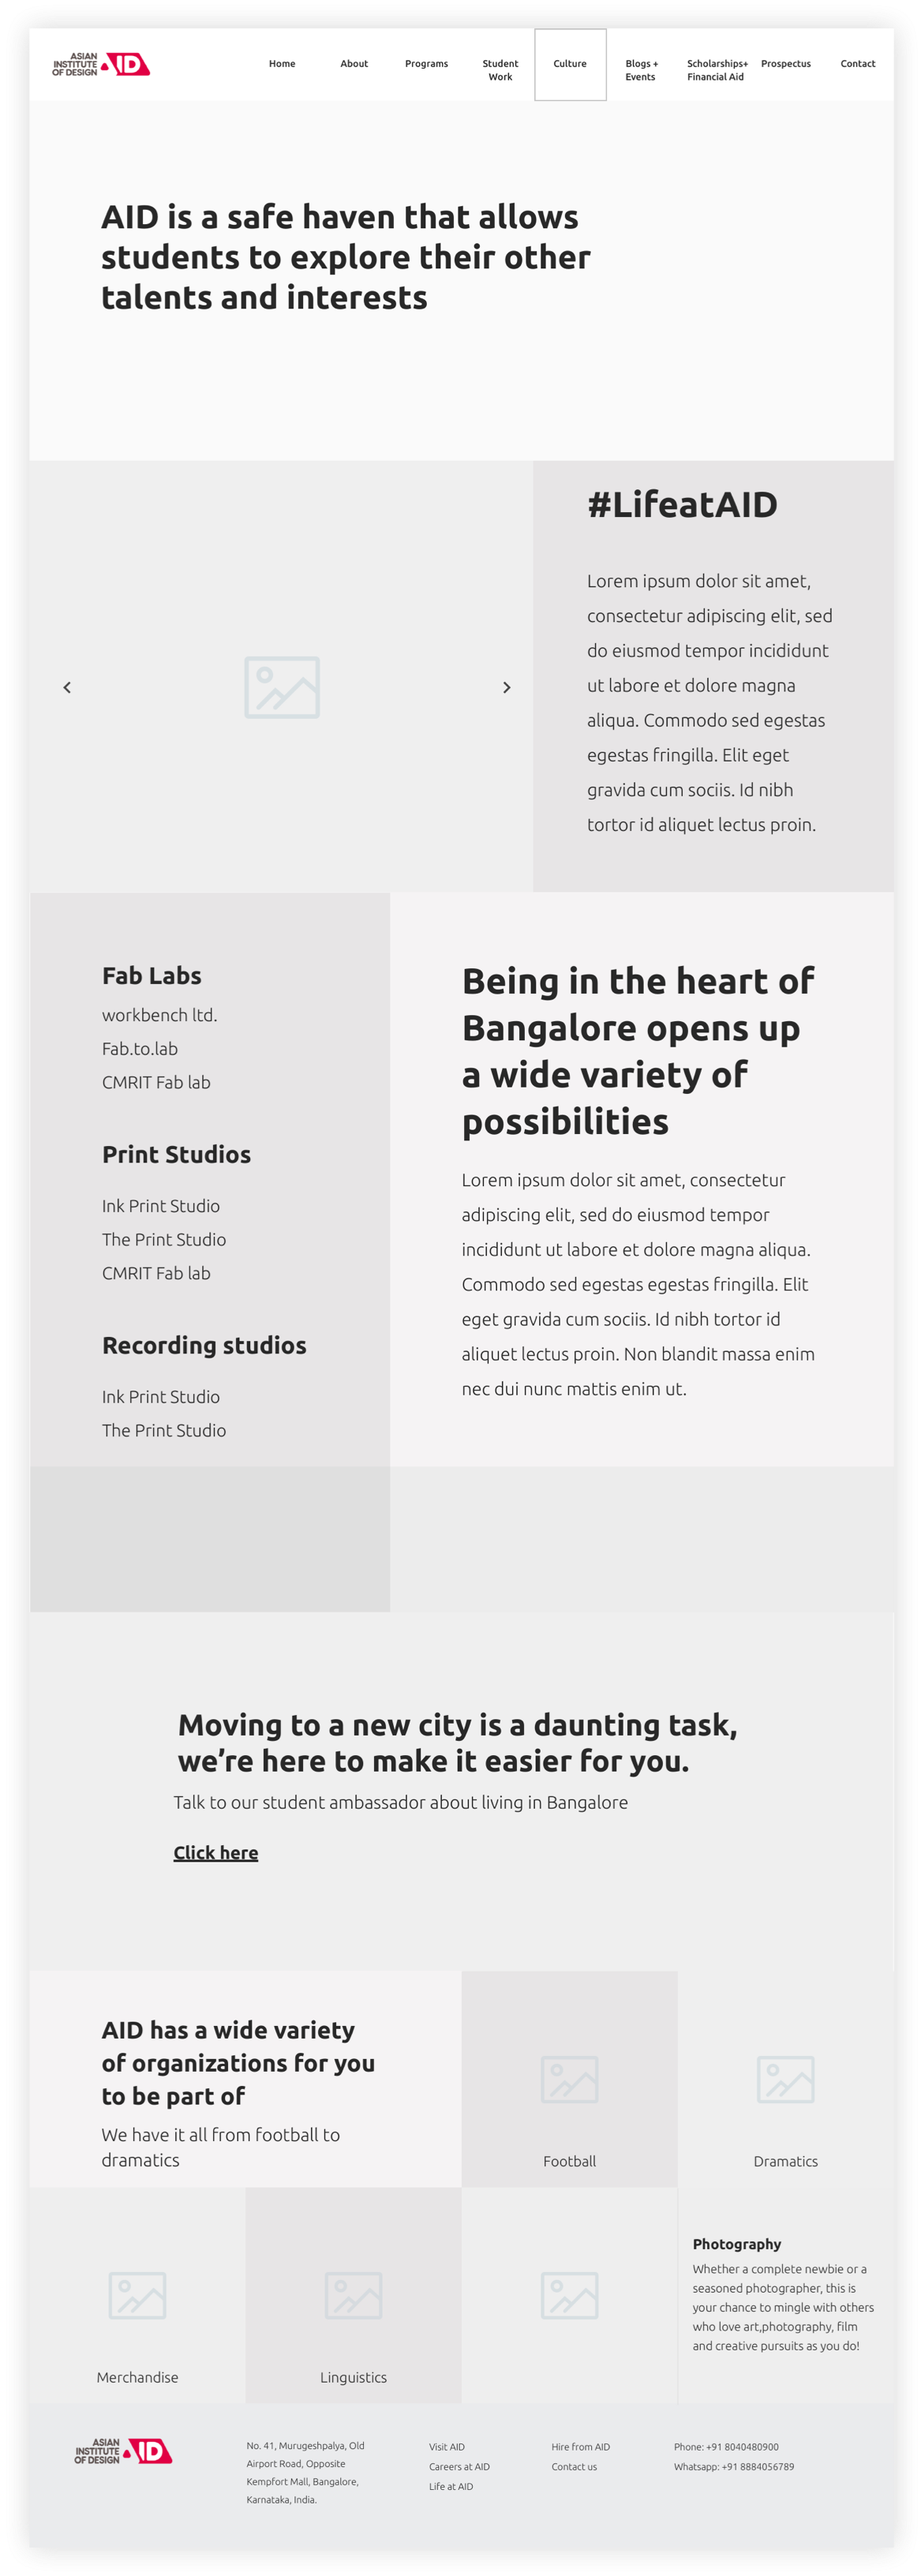 ASIAN
INSTITUTE
OF DESIGN
AID
Home
About
Programs
Student
Work
Culture
Blogs +
Events
Scholarships+
Financial Aid
Prospectus
Contact
AID is a safe haven that allows
students to explore their other
talents and interests
#LifeatAID
Lorem ipsum dolor sit amet,
consectetur adipiscing elit, sed
do eiusmod tempor incididunt
ut labore et dolore magna
aliqua. Commodo sed egestas
egestas fringilla. Elit eget
gravida cum sociis. Id nibh
tortor id aliquet lectus proin.
Fab Labs
workbench ltd.
Fab.to.lab
CMRIT Fab lab
Print Studios
Ink Print Studio
The Print Studio
CMRIT Fab lab
Recording studios
Ink Print Studio
The Print Studio
Being in the heart of
Bangalore opens up
a wide variety of
possibilities
Lorem ipsum dolor sit amet, consectetur
adipiscing elit, sed do eiusmod tempor
incididunt ut labore et dolore magna aliqua.
Commodo sed egestas egestas fringilla. Elit
eget gravida cum sociis. Id nibh tortor id
aliquet lectus proin. Non blandit massa enim
nec dui nunc mattis enim ut.
Moving to a new city is a daunting task,
we're here to make it easier for you.
Talk to our student ambassador about living in Bangalore
Click here
AID has a wide variety
of organizations for you
to be part of
We have it all from football to
dramatics
Football
Dramatics
Merchandise
Linguistics
Photography
Whether a complete newbie or a
seasoned photographer, this is
your chance to mingle with others
who love art,photography, film
and creative pursuits as you do!
ASIAN
INSTITUTE
OF DESIGN
AID
No. 41, Murugeshpalya, Old
Airport Road, Opposite
Kempfort Mall, Bangalore,
Karnataka, India.
Visit AID
Careers at AID
Life at AID
Hire from AID
Contact us
Phone: +91 8040480900
Whatsapp: +91 8884056789